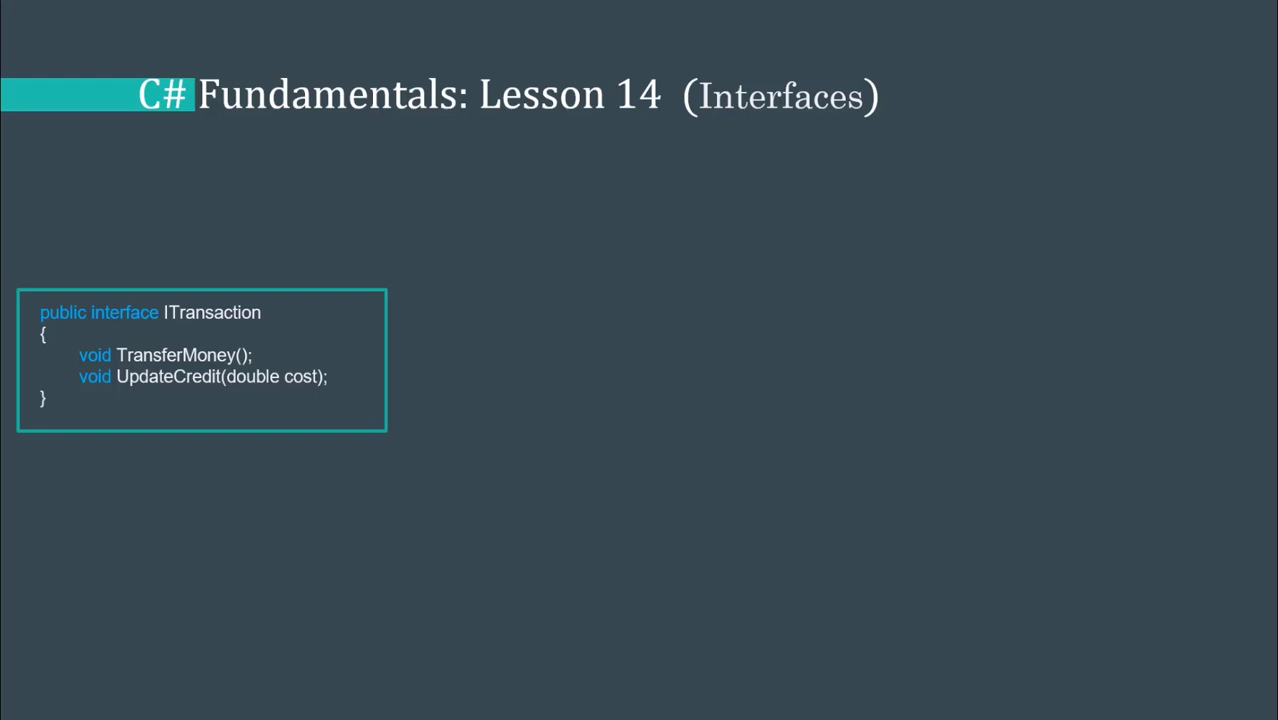 C# Fundamentals: Lesson 14 (Interfaces)
public interface ITransaction
{
void TransferMoney();
void UpdateCredit(double cost);
}